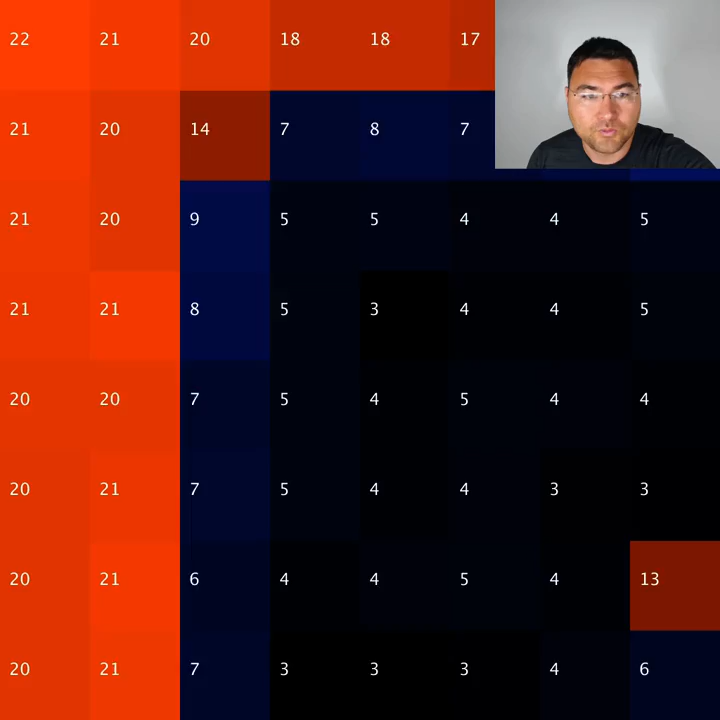 22 21 20 18 18 17
21 20 14 7 8 7
21 20 9 5 5 4 4 5
21 21 8 5 3 4 4 5
20 20 7 5 4 5 4 4
20 21 7 5 4 4 3 3
20 21 6 4 4 5 4 13
20 21 7 3 3 3 4 6